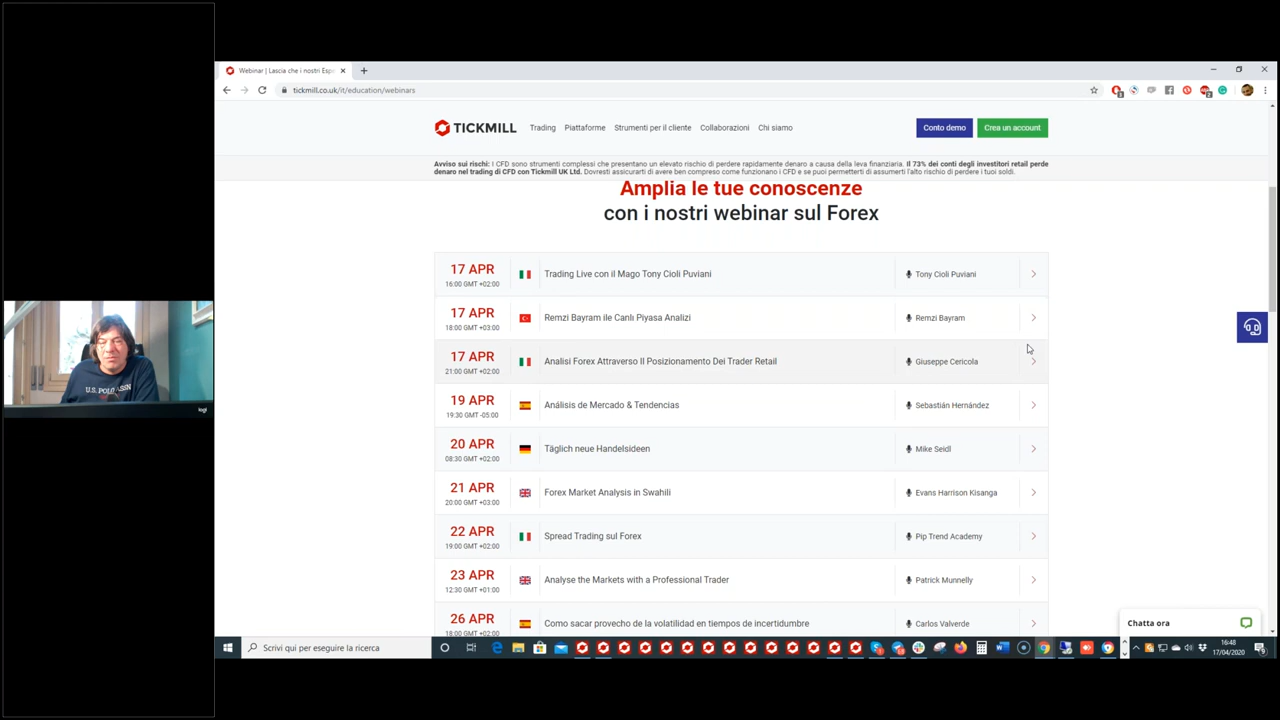 Webinar | Lascia che i nostri Espe
tickmill.co.uk/it/education/webinars
TICKMILL
Trading
Piattaforme
Strumenti per il cliente
Collaborazioni
Chi siamo
Conto demo
Crea un account
Avviso sui rischi: I CFD sono strumenti complessi che presentano un elevato rischio di perdere rapidamente denaro a causa della leva finanziaria. Il 73% dei conti degli investitori retail perde
denaro nel trading di CFD con Tickmill UK Ltd. Dovresti assicurarti di avere ben compreso come funzionano i CFD e se puoi permetterti di assumerti l'alto rischio di perdere i tuoi soldi.
Amplia le tue conoscenze
con i nostri webinar sul Forex
17 APR
16:00 GMT +02:00
Trading Live con il Mago Tony Cioli Puviani
Tony Cioli Puviani
17 APR
18:00 GMT +03:00
Remzi Bayram ile Canlı Piyasa Analizi
Remzi Bayram
17 APR
21:00 GMT +02:00
Analisi Forex Attraverso Il Posizionamento Dei Trader Retail
Giuseppe Cericola
19 APR
19:30 GMT -05:00
Análisis de Mercado & Tendencias
Sebastián Hernández
20 APR
08:30 GMT +02:00
Täglich neue Handelsideen
Mike Seidl
21 APR
20:00 GMT +03:00
Forex Market Analysis in Swahili
Evans Harrison Kisanga
22 APR
19:00 GMT +02:00
Spread Trading sul Forex
Pip Trend Academy
23 APR
12:30 GMT +01:00
Analyse the Markets with a Professional Trader
Patrick Munnelly
26 APR
18:00 GMT +02:00
Como sacar provecho de la volatilidad en tiempos de incertidumbre
Carlos Valverde
Chatta ora
U.S. POLO ASSN
logi
Scrivi qui per eseguire la ricerca
16:48
17/04/2020